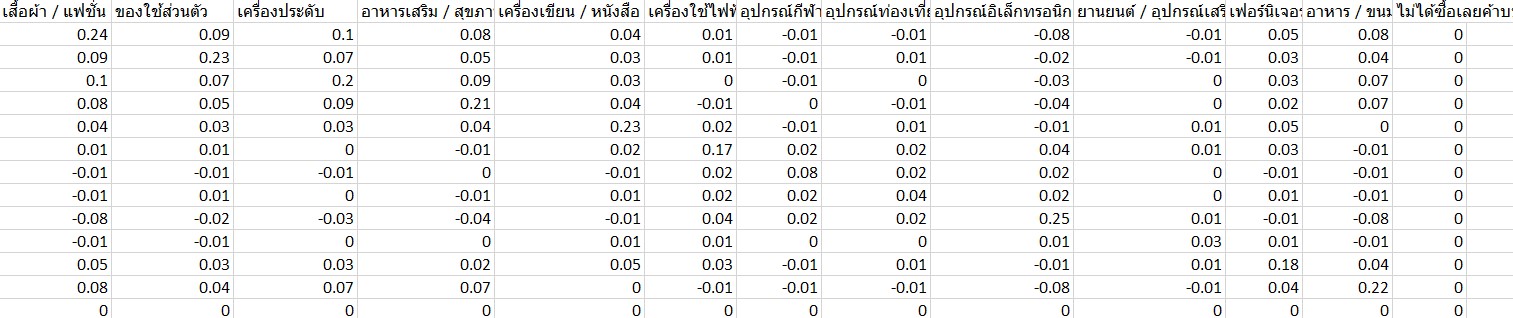 เสื้อผ้า / แฟชั่น ของใช้ส่วนตัว เครื่องประดับ อาหารเสริม / สุขภา เครื่องเขียน / หนังสือ เครื่องใช้ไฟฟ้ อุปกรณ์กีฬา อุปกรณ์ท่องเที่ย อุปกรณ์อิเล็กทรอนิก ยานยนต์ / อุปกรณ์เสริ เฟอร์นิเจอร อาหาร / ขนม ไม่ได้ซื้อเลยค้าบ
0.24 0.09 0.1 0.08 0.04 0.01 -0.01 -0.01 -0.08 -0.01 0.05 0.08 0
0.09 0.23 0.07 0.05 0.03 0.01 -0.01 0.01 -0.02 -0.01 0.03 0.04 0
0.1 0.07 0.2 0.09 0.03 0 -0.01 0 -0.03 0 0.03 0.07 0
0.08 0.05 0.09 0.21 0.04 -0.01 0 -0.01 -0.04 0 0.02 0.07 0
0.04 0.03 0.03 0.04 0.23 0.02 -0.01 0.01 -0.01 0.01 0.05 0 0
0.01 0.01 0 -0.01 0.02 0.17 0.02 0.02 0.04 0.01 0.03 -0.01 0
-0.01 -0.01 -0.01 0 -0.01 0.02 0.08 0.02 0.02 0 -0.01 -0.01 0
-0.01 0.01 0 -0.01 0.01 0.02 0.02 0.04 0.02 0 0.01 -0.01 0
-0.08 -0.02 -0.03 -0.04 -0.01 0.04 0.02 0.02 0.25 0.01 -0.01 -0.08 0
-0.01 -0.01 0 0 0.01 0.01 0 0 0.01 0.03 0.01 -0.01 0
0.05 0.03 0.03 0.02 0.05 0.03 -0.01 0.01 -0.01 0.01 0.18 0.04 0
0.08 0.04 0.07 0.07 0 -0.01 -0.01 -0.01 -0.08 -0.01 0.04 0.22 0
0 0 0 0 0 0 0 0 0 0 0 0 0